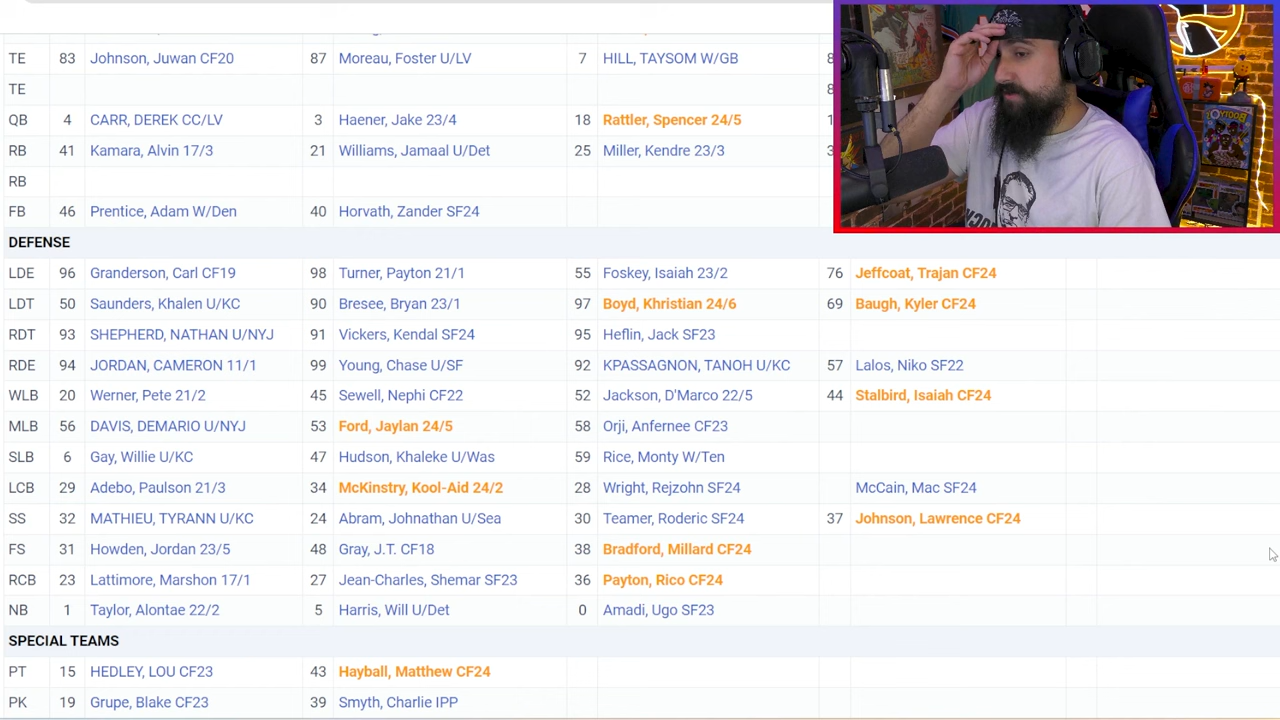 TE 83 Johnson, Juwan CF20 87 Moreau, Foster U/LV 7 HILL, TAYSOM W/GB 8
TE 8
QB 4 CARR, DEREK CC/LV 3 Haener, Jake 23/4 18 Rattler, Spencer 24/5 1
RB 41 Kamara, Alvin 17/3 21 Williams, Jamaal U/Det 25 Miller, Kendre 23/3 3
RB
FB 46 Prentice, Adam W/Den 40 Horvath, Zander SF24
DEFENSE
LDE 96 Granderson, Carl CF19 98 Turner, Payton 21/1 55 Foskey, Isaiah 23/2 76 Jeffcoat, Trajan CF24
LDT 50 Saunders, Khalen U/KC 90 Bresee, Bryan 23/1 97 Boyd, Khristian 24/6 69 Baugh, Kyler CF24
RDT 93 SHEPHERD, NATHAN U/NYJ 91 Vickers, Kendal SF24 95 Heflin, Jack SF23
RDE 94 JORDAN, CAMERON 11/1 99 Young, Chase U/SF 92 KPASSAGNON, TANOH U/KC 57 Lalos, Niko SF22
WLB 20 Werner, Pete 21/2 45 Sewell, Nephi CF22 52 Jackson, D'Marco 22/5 44 Stalbird, Isaiah CF24
MLB 56 DAVIS, DEMARIO U/NYJ 53 Ford, Jaylan 24/5 58 Orji, Anfernee CF23
SLB 6 Gay, Willie U/KC 47 Hudson, Khaleke U/Was 59 Rice, Monty W/Ten
LCB 29 Adebo, Paulson 21/3 34 McKinstry, Kool-Aid 24/2 28 Wright, Rejzohn SF24 McCain, Mac SF24
SS 32 MATHIEU, TYRANN U/KC 24 Abram, Johnathan U/Sea 30 Teamer, Roderic SF24 37 Johnson, Lawrence CF24
FS 31 Howden, Jordan 23/5 48 Gray, J.T. CF18 38 Bradford, Millard CF24
RCB 23 Lattimore, Marshon 17/1 27 Jean-Charles, Shemar SF23 36 Payton, Rico CF24
NB 1 Taylor, Alontae 22/2 5 Harris, Will U/Det 0 Amadi, Ugo SF23
SPECIAL TEAMS
PT 15 HEDLEY, LOU CF23 43 Hayball, Matthew CF24
PK 19 Grupe, Blake CF23 39 Smyth, Charlie IPP